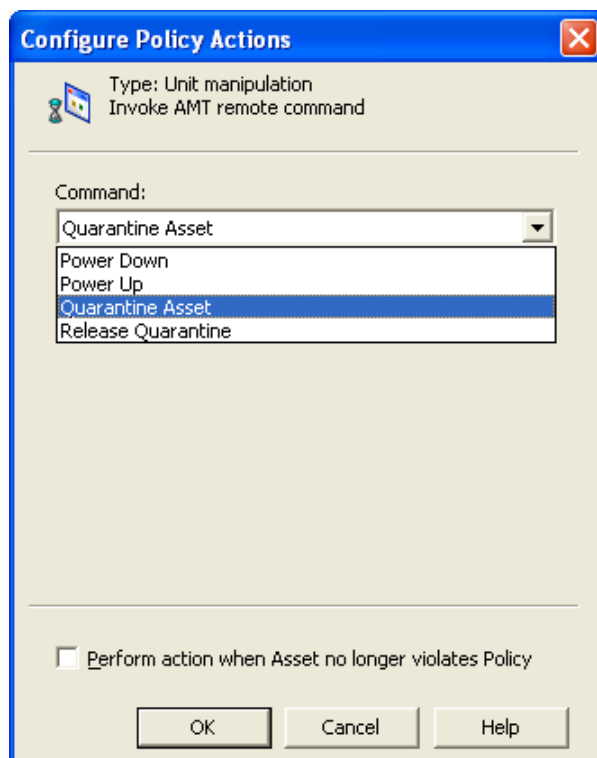 Configure Policy Actions
Type: Unit manipulation
Invoke AMT remote command
Command:
Quarantine Asset
Power Down
Power Up
Quarantine Asset
Release Quarantine
Perform action when Asset no longer violates Policy
OK
Cancel
Help